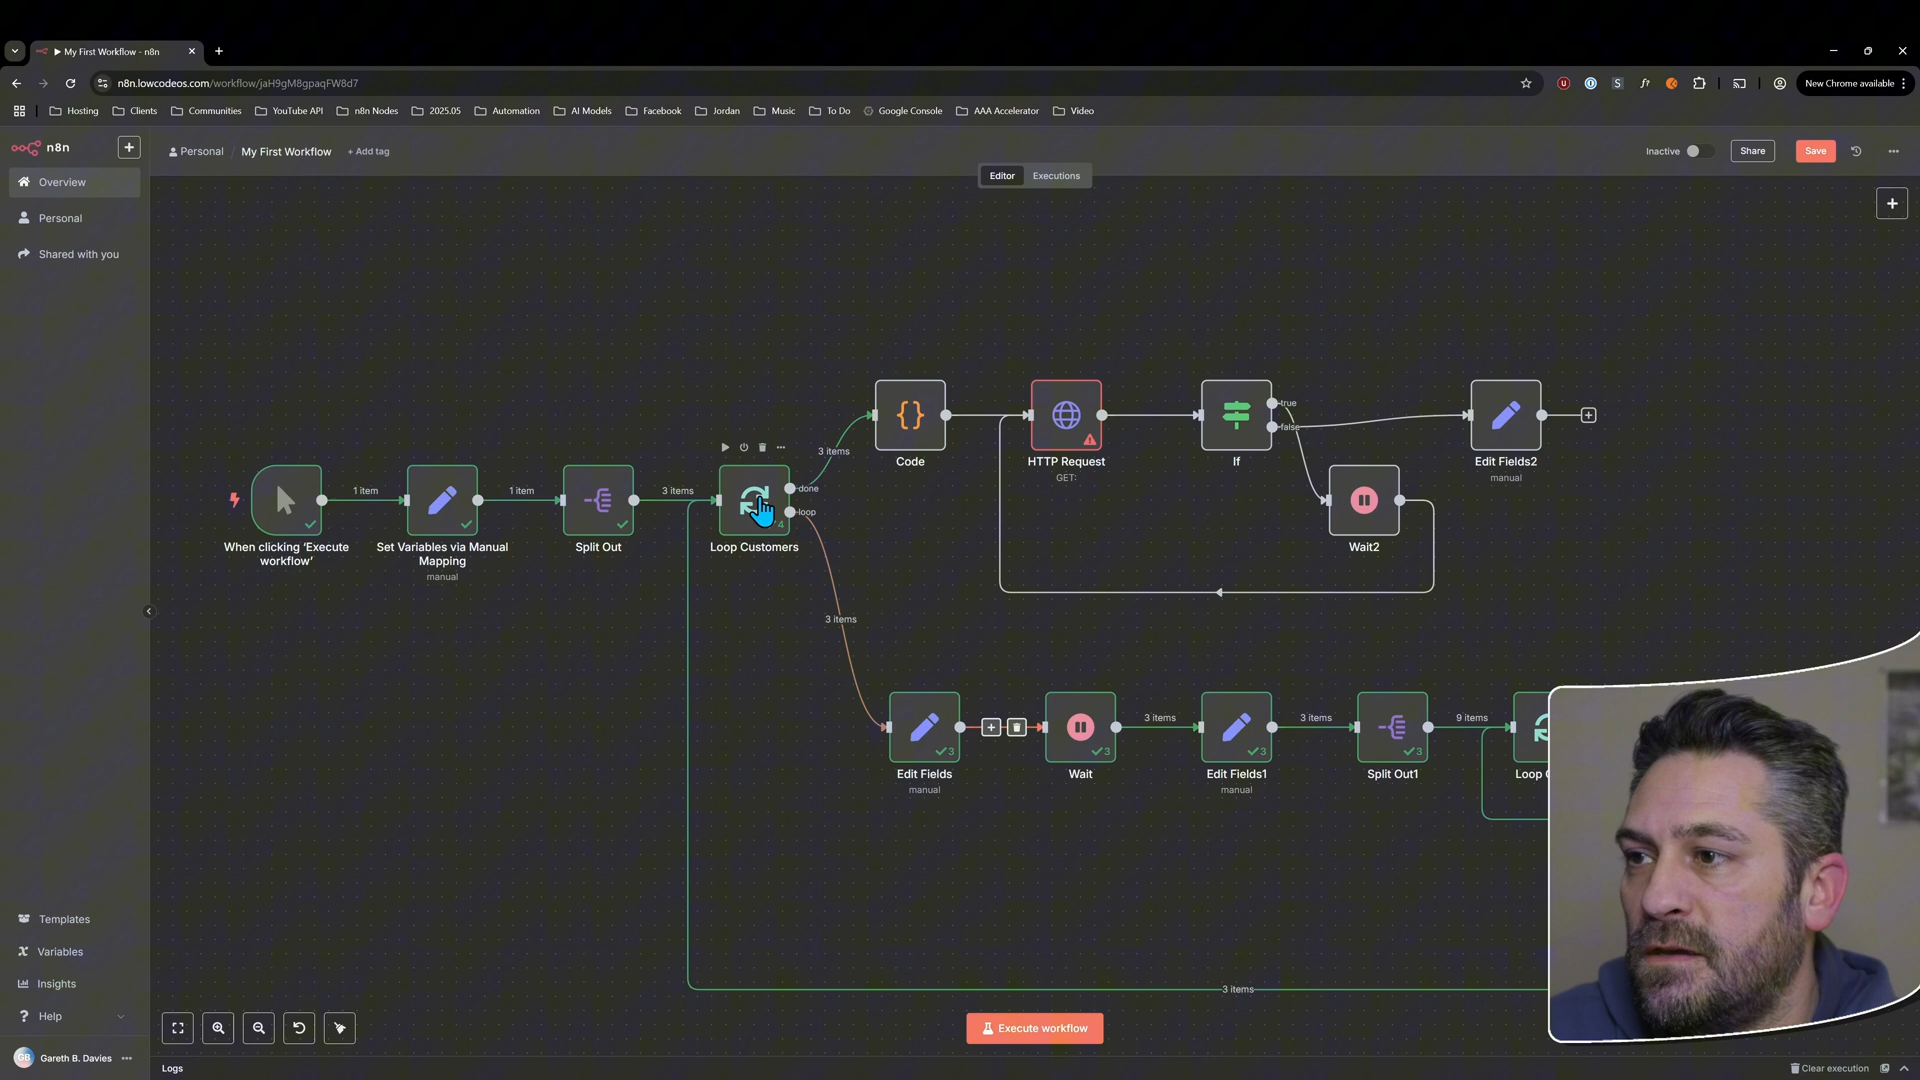 My First Workflow - n8n
n8n.lowcodeos.com/workflow/jaH9gM8gpaqFW8d7
New Chrome available
Hosting
Clients
Communities
YouTube API
n8n Nodes
2025.05
Automation
AI Models
Facebook
Jordan
Music
To Do
Google Console
AAA Accelerator
Video
n8n
Personal / My First Workflow + Add tag
Inactive
Share
Save
Editor
Executions
Overview
Personal
Shared with you
Code
HTTP Request
GET:
If
true
false
Edit Fields2
manual
Wait2
3 items
1 item
1 item
3 items
done
loop
4
When clicking ‘Execute
workflow’
Set Variables via Manual
Mapping
manual
Split Out
Loop Customers
3 items
3 items
3 items
9 items
3
3
3
3
Edit Fields
manual
Wait
Edit Fields1
manual
Split Out1
Loop
3 items
Templates
Variables
Insights
Help
Execute workflow
GB
Gareth B. Davies
Logs
Clear execution